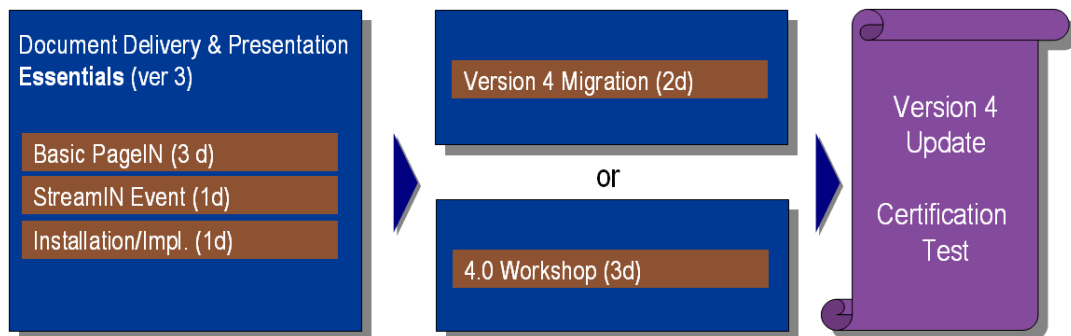 Document Delivery & Presentation
Essentials (ver 3)
Basic PageIN (3 d)
StreamIN Event (1d)
Installation/Impl. (1d)
Version 4 Migration (2d)
or
4.0 Workshop (3d)
Version 4
Update
Certification
Test